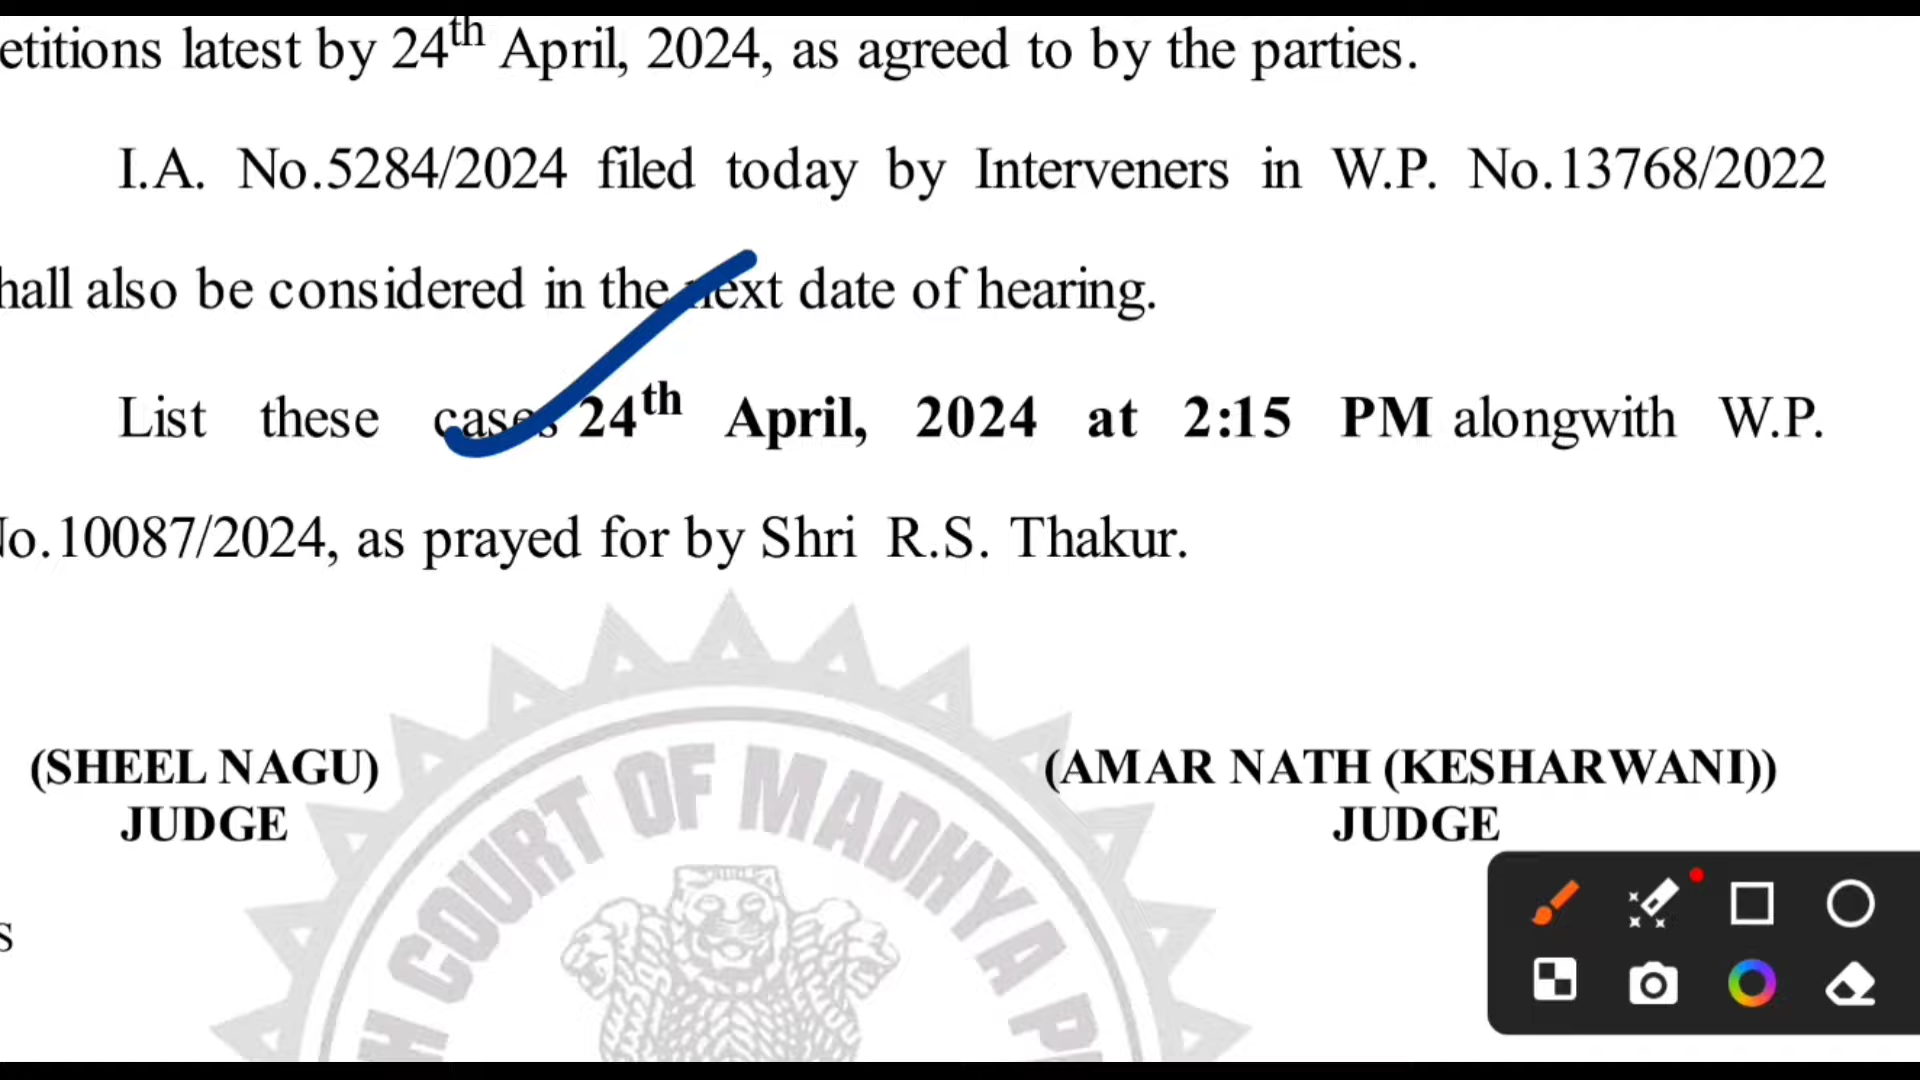 etitions latest by 24th April, 2024, as agreed to by the parties.
I.A. No.5284/2024 filed today by Interveners in W.P. No.13768/2022
hall also be considered in the next date of hearing.
List these cases 24th April, 2024 at 2:15 PM alongwith W.P.
No.10087/2024, as prayed for by Shri R.S. Thakur.
(SHEEL NAGU) (AMAR NATH (KESHARWANI))
JUDGE JUDGE
H COURT OF MADHYA P
s